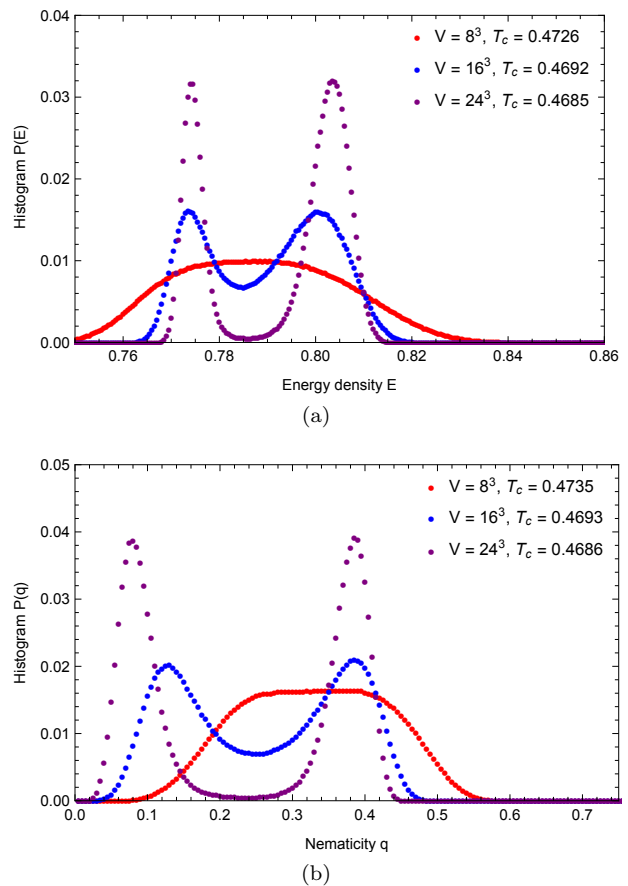 0.04
0.03
0.02
0.01
0.00
Histogram P(E)
V = 8³, T_c = 0.4726
V = 16³, T_c = 0.4692
V = 24³, T_c = 0.4685
0.76 0.78 0.80 0.82 0.84 0.86
Energy density E
(a)
0.05
0.04
0.03
0.02
0.01
0.00
Histogram P(q)
V = 8³, T_c = 0.4735
V = 16³, T_c = 0.4693
V = 24³, T_c = 0.4686
0.0 0.1 0.2 0.3 0.4 0.5 0.6 0.7
Nematicity q
(b)